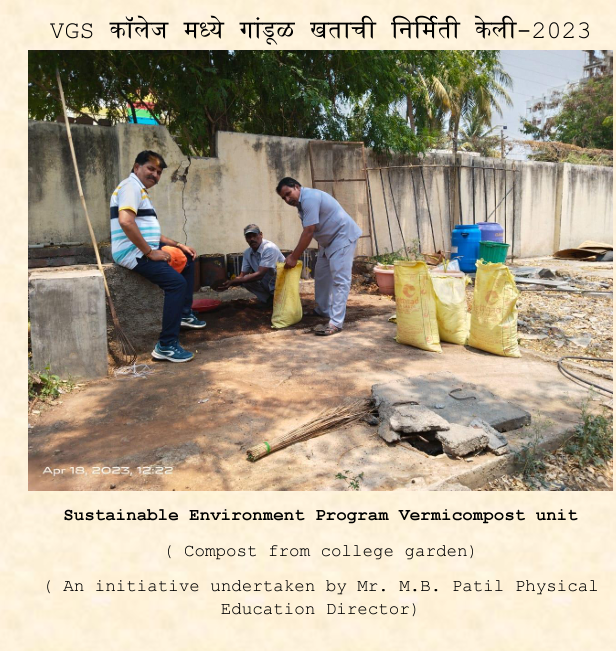 VGS कॉलेज मध्ये गांडूळ खताची निर्मिती केली-2023
Apr 18, 2023, 12:22
Sustainable Environment Program Vermicompost unit
( Compost from college garden)
( An initiative undertaken by Mr. M.B. Patil Physical
Education Director)